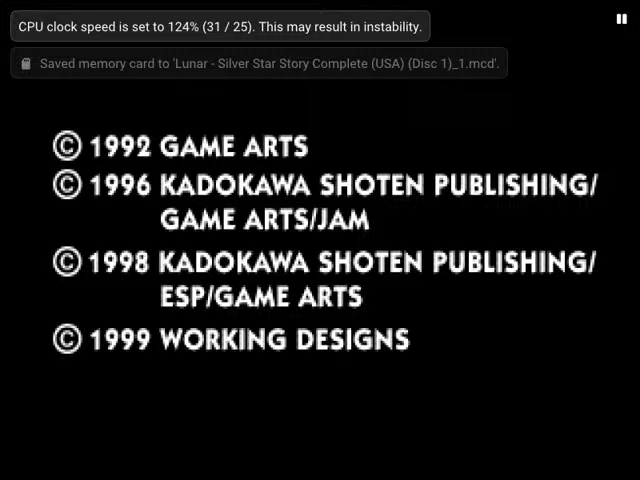 CPU clock speed is set to 124% (31 / 25). This may result in instability.
Saved memory card to 'Lunar - Silver Star Story Complete (USA) (Disc 1)_1.mcd'.
© 1992 GAME ARTS
© 1996 KADOKAWA SHOTEN PUBLISHING/
GAME ARTS/JAM
© 1998 KADOKAWA SHOTEN PUBLISHING/
ESP/GAME ARTS
© 1999 WORKING DESIGNS